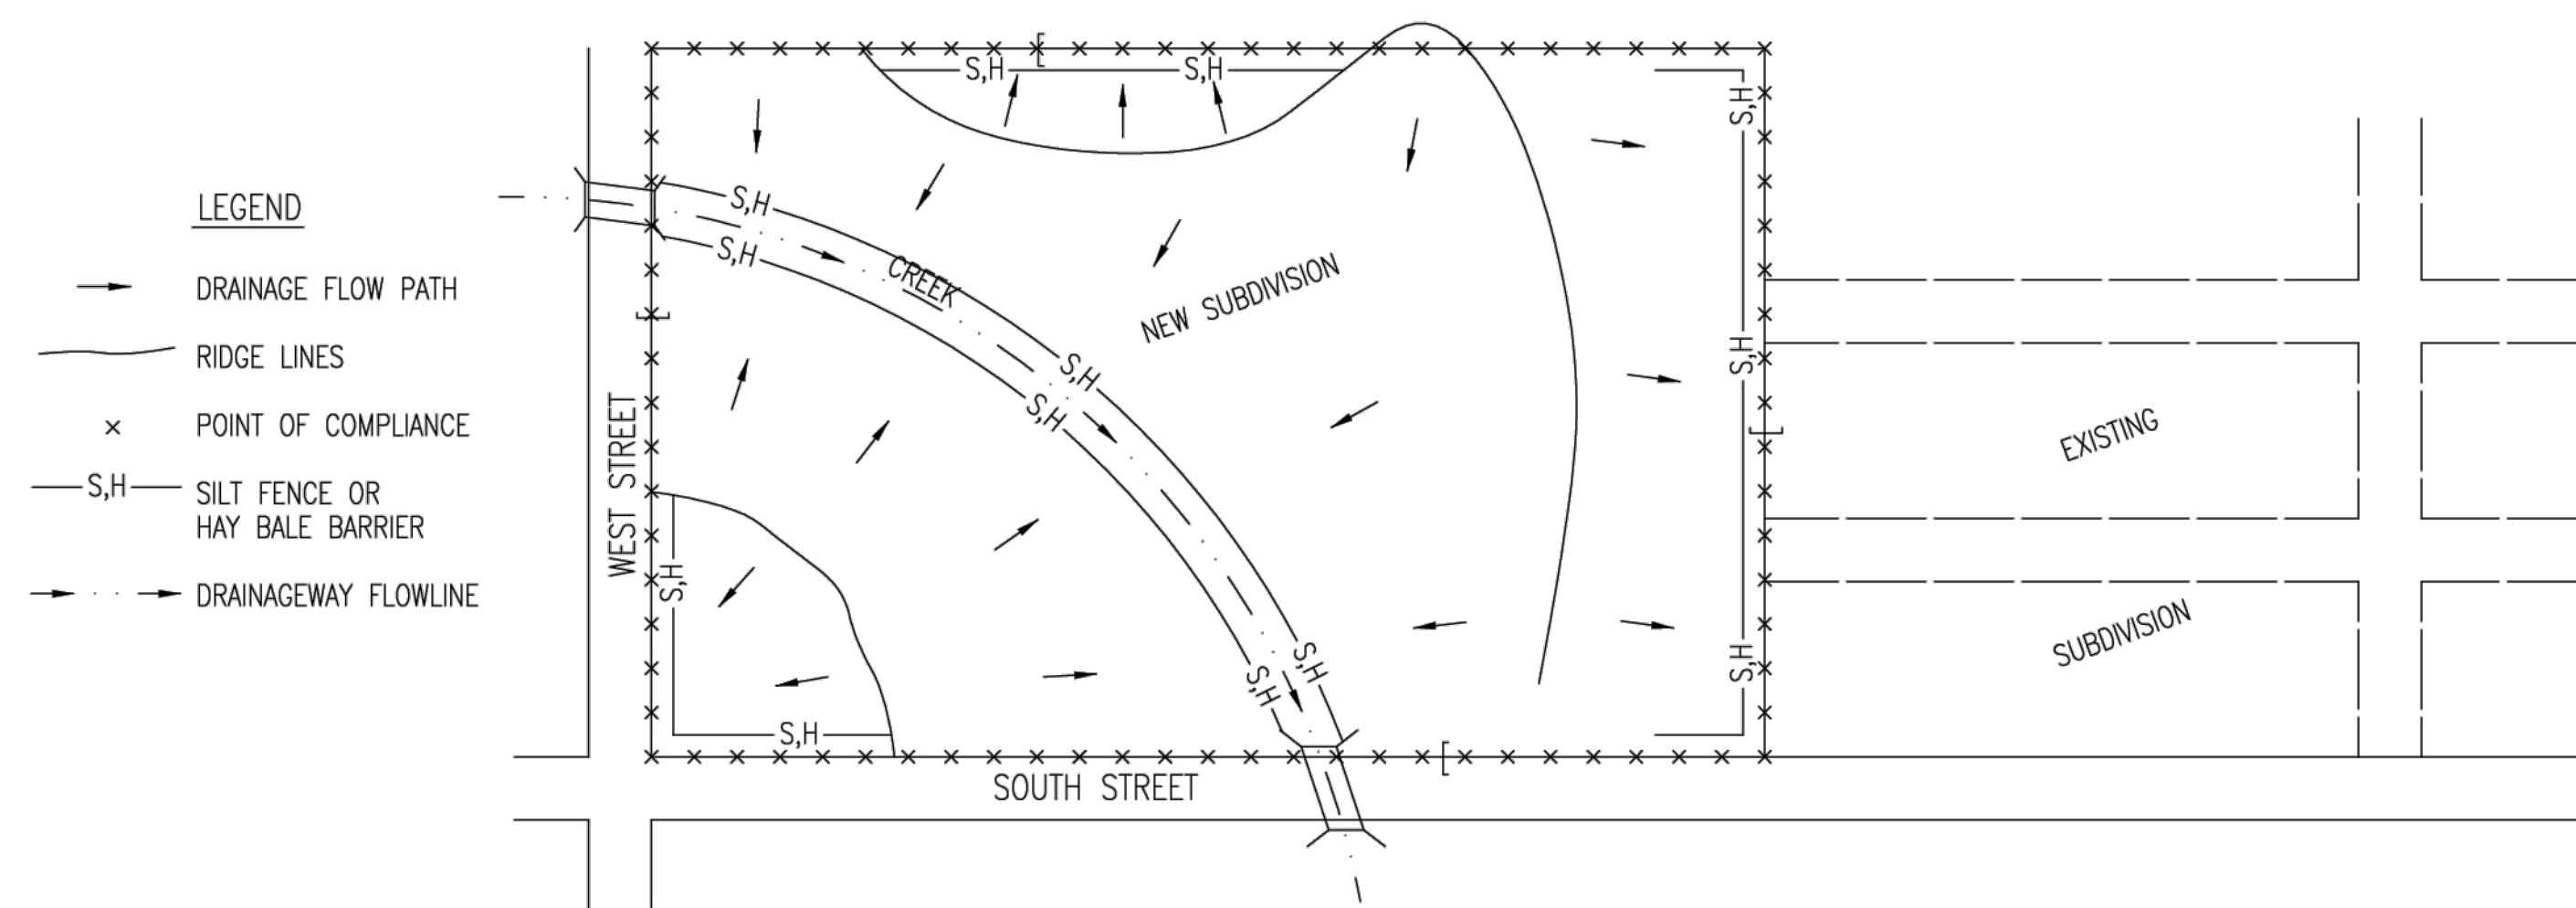 LEGEND
DRAINAGE FLOW PATH
RIDGE LINES
POINT OF COMPLIANCE
S,H
SILT FENCE OR
HAY BALE BARRIER
DRAINAGEWAY FLOWLINE
S,H
S,H
S,H
S,H
S,H
CREEK
NEW SUBDIVISION
S,H
S,H
S,H
WEST STREET
S,H
S,H
S,H
S,H
S,H
SOUTH STREET
EXISTING
SUBDIVISION